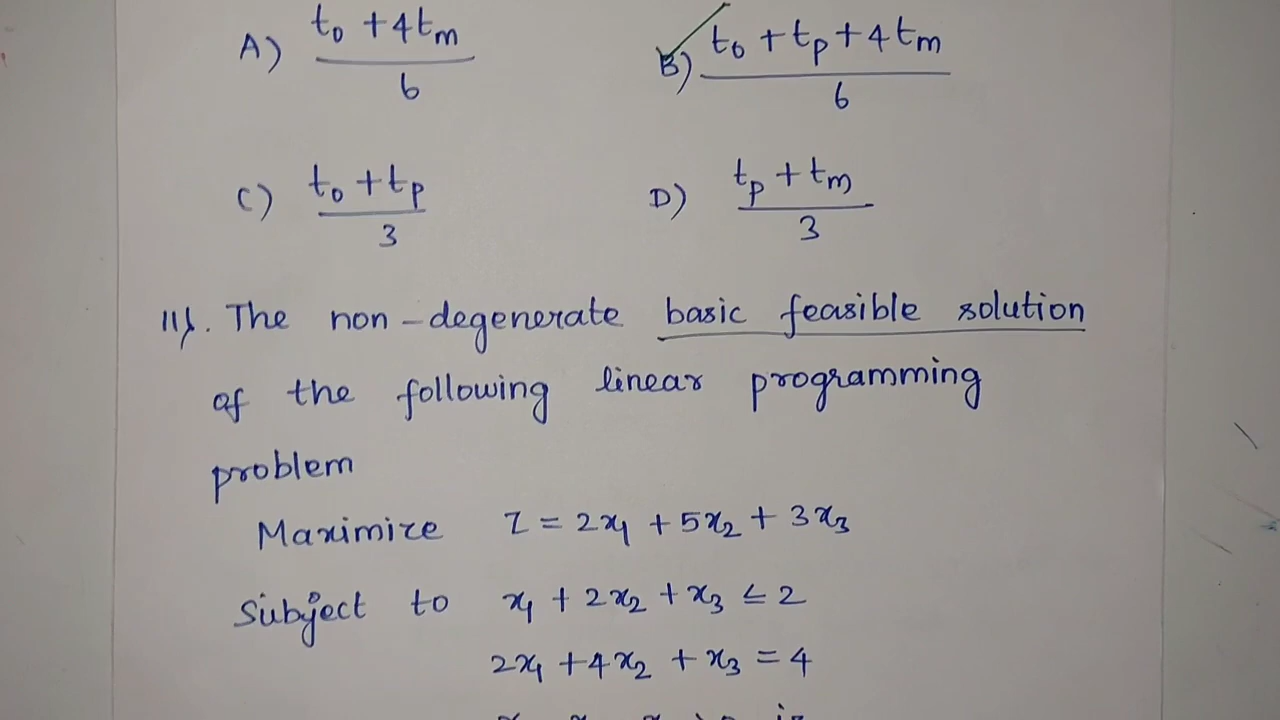 A) (t₀ + 4tₘ)/6 B) (t₀ + tₚ + 4tₘ)/6
C) (t₀ + tₚ)/3 D) (tₚ + tₘ)/3
11). The non-degenerate basic feasible solution
of the following linear programming
problem
Maximize Z = 2x₁ + 5x₂ + 3x₃
Subject to x₁ + 2x₂ + x₃ ≤ 2
2x₁ + 4x₂ + x₃ = 4